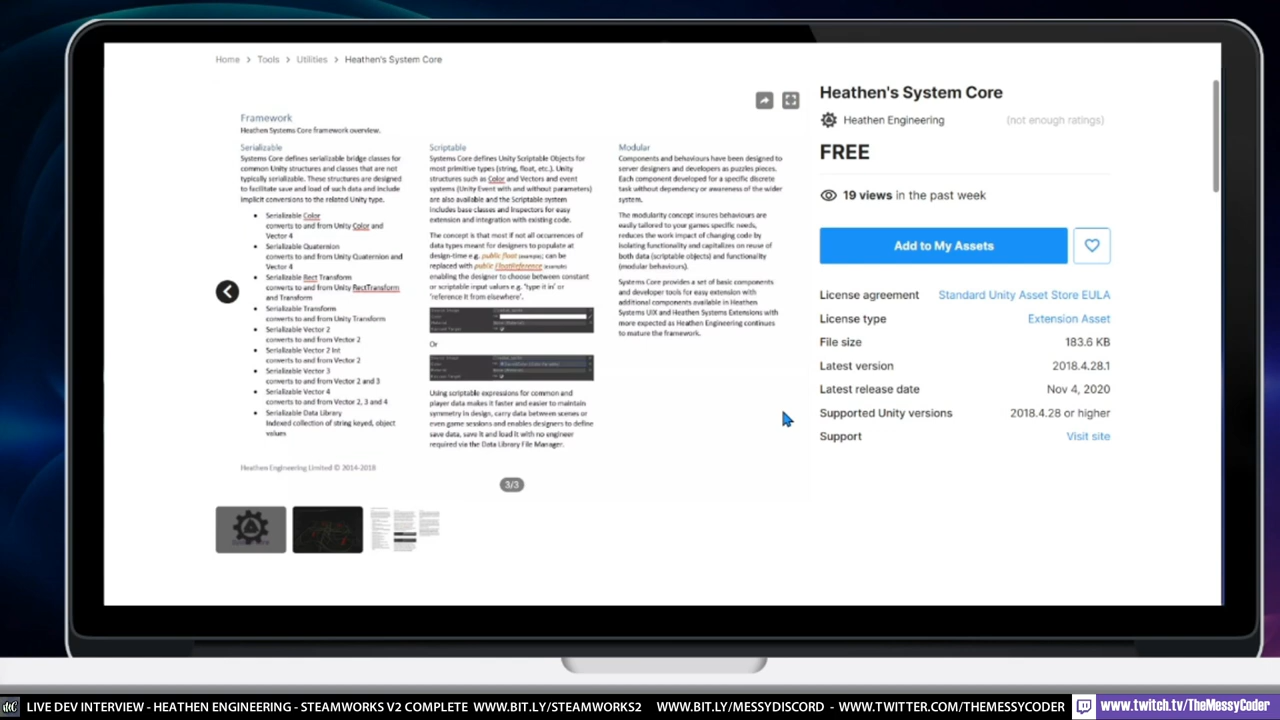 Home > Tools > Utilities > Heathen's System Core
Framework
Heathen Systems Core framework overview.
Serializable
Systems Core defines serializable bridge classes for
common Unity structures and classes that are not
typically serializable. These structures are designed
to facilitate save and load of such data and include
implicit conversions to the related Unity type.
• Serializable Color
converts to and from Unity Color and
Vector 4
• Serializable Quaternion
converts to and from Unity Quaternion and
Vector 4
• Serializable Rect Transform
converts to and from Unity RectTransform
and Transform
• Serializable Transform
converts to and from Unity Transform
• Serializable Vector 2
converts to and from Vector 2
• Serializable Vector 2 Int
converts to and from Vector 2
• Serializable Vector 3
converts to and from Vector 2 and 3
• Serializable Vector 4
converts to and from Vector 2, 3 and 4
• Serializable Data Library
Indexed collection of string keyed, object
values
Heathen Engineering Limited © 2014-2018
Scriptable
Systems Core defines Unity Scriptable Objects for
most primitive types (string, float, etc.). Unity
structures such as Color and Vectors and event
systems (Unity Event with and without parameters)
are also available and the Scriptable system
includes base classes and Inspectors for easy
extension and integration with existing code.
The concept is that most if not all occurrences of
data types meant for designers to populate at
design-time e.g. public float (example); can be
replaced with public FloatReference (example)
enabling the designer to choose between constant
or scriptable input values e.g. 'type it in' or
'reference it from elsewhere'.
Or
Using scriptable expressions for common and
player data makes it faster and easier to maintain
symmetry in design, carry data between scenes or
even game sessions and enables designers to define
save data, save it and load it with no engineer
required via the Data Library File Manager.
Modular
Components and behaviours have been designed to
server designers and developers as puzzles pieces.
Each component developed for a specific discrete
task without dependency or awareness of the wider
system.
The modularity concept insures behaviours are
easily tailored to your games specific needs,
reduces the work impact of changing code by
isolating functionality and capitalizes on reuse of
both data (scriptable objects) and functionality
(modular behaviours).
Systems Core provides a set of basic components
and developer tools for easy extension with
additional components available in Heathen
Systems UIX and Heathen Systems Extensions with
more expected as Heathen Engineering continues
to mature the framework.
3/3
Heathen's System Core
Heathen Engineering (not enough ratings)
FREE
19 views in the past week
Add to My Assets
License agreement Standard Unity Asset Store EULA
License type Extension Asset
File size 183.6 KB
Latest version 2018.4.28.1
Latest release date Nov 4, 2020
Supported Unity versions 2018.4.28 or higher
Support Visit site
LIVE DEV INTERVIEW - HEATHEN ENGINEERING - STEAMWORKS V2 COMPLETE WWW.BIT.LY/STEAMWORKS2 WWW.BIT.LY/MESSYDISCORD - WWW.TWITTER.COM/THEMESSYCODER
www.twitch.tv/TheMessyCoder